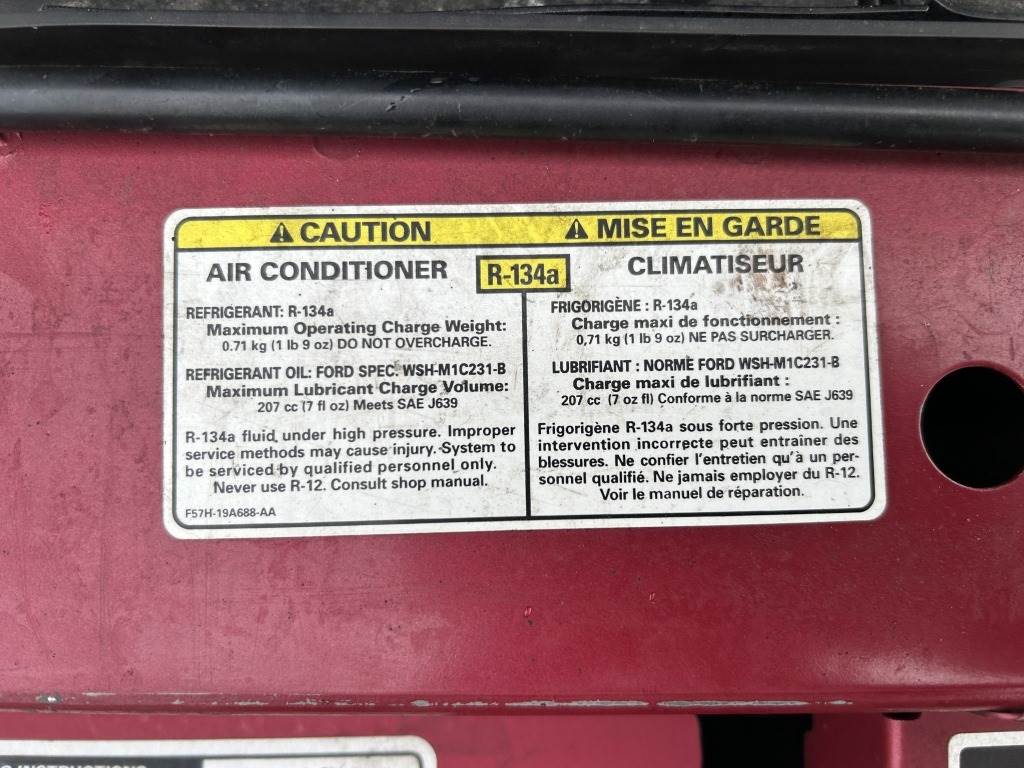 ⚠ CAUTION
AIR CONDITIONER
R-134a
REFRIGERANT: R-134a
Maximum Operating Charge Weight:
0.71 kg (1 lb 9 oz) DO NOT OVERCHARGE.
REFRIGERANT OIL: FORD SPEC. WSH-M1C231-B
Maximum Lubricant Charge Volume:
207 cc (7 fl oz) Meets SAE J639
R-134a fluid under high pressure. Improper
service methods may cause injury. System to
be serviced by qualified personnel only.
Never use R-12. Consult shop manual.
F57H-19A688-AA
⚠ MISE EN GARDE
CLIMATISEUR
FRIGORIGÈNE : R-134a
Charge maxi de fonctionnement :
0,71 kg (1 lb 9 oz) NE PAS SURCHARGER.
LUBRIFIANT : NORME FORD WSH-M1C231-B
Charge maxi de lubrifiant :
207 cc (7 oz fl) Conforme à la norme SAE J639
Frigorigène R-134a sous forte pression. Une
intervention incorrecte peut entraîner des
blessures. Ne confier l'entretien qu'à un per-
sonnel qualifié. Ne jamais employer du R-12.
Voir le manuel de réparation.
INSTRUCTIONS